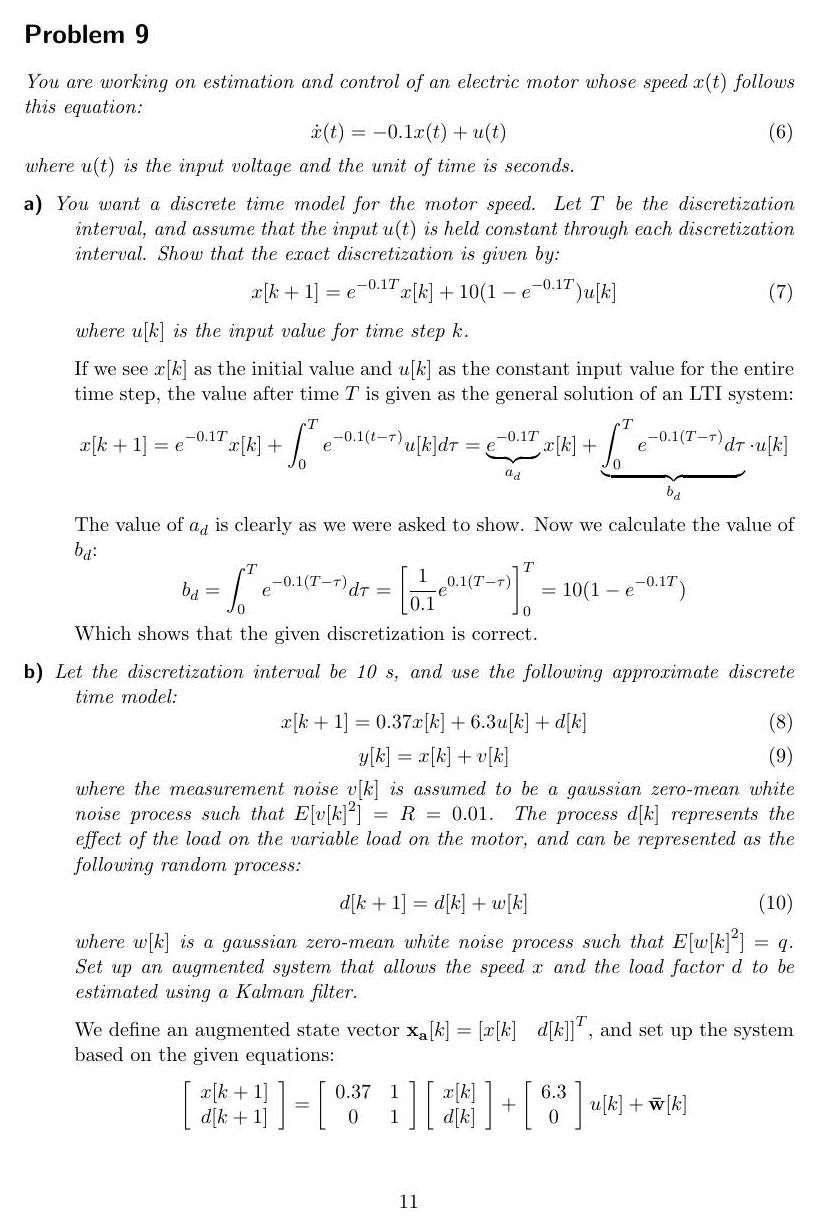 Problem 9
You are working on estimation and control of an electric motor whose speed x(t) follows
this equation:
ẋ(t) = −0.1x(t) + u(t) (6)
where u(t) is the input voltage and the unit of time is seconds.
a) You want a discrete time model for the motor speed. Let T be the discretization
interval, and assume that the input u(t) is held constant through each discretization
interval. Show that the exact discretization is given by:
x[k + 1] = e^{−0.1T} x[k] + 10(1 − e^{−0.1T})u[k] (7)
where u[k] is the input value for time step k.
If we see x[k] as the initial value and u[k] as the constant input value for the entire
time step, the value after time T is given as the general solution of an LTI system:
x[k + 1] = e^{−0.1T} x[k] + ∫_0^T e^{−0.1(t−τ)} u[k]dτ = \underbrace{e^{−0.1T}}_{a_d} x[k] + \underbrace{∫_0^T e^{−0.1(T−τ)} dτ}_{b_d} ·u[k]
The value of a_d is clearly as we were asked to show. Now we calculate the value of
b_d:
b_d = ∫_0^T e^{−0.1(T−τ)} dτ = [\frac{1}{0.1} e^{0.1(T−τ)}]_0^T = 10(1 − e^{−0.1T})
Which shows that the given discretization is correct.
b) Let the discretization interval be 10 s, and use the following approximate discrete
time model:
x[k + 1] = 0.37x[k] + 6.3u[k] + d[k] (8)
y[k] = x[k] + v[k] (9)
where the measurement noise v[k] is assumed to be a gaussian zero-mean white
noise process such that E[v[k]²] = R = 0.01. The process d[k] represents the
effect of the load on the variable load on the motor, and can be represented as the
following random process:
d[k + 1] = d[k] + w[k] (10)
where w[k] is a gaussian zero-mean white noise process such that E[w[k]²] = q.
Set up an augmented system that allows the speed x and the load factor d to be
estimated using a Kalman filter.
We define an augmented state vector x_a[k] = [x[k] d[k]]^T, and set up the system
based on the given equations:
[ x[k + 1] ; d[k + 1] ] = [ 0.37 1 ; 0 1 ] [ x[k] ; d[k] ] + [ 6.3 ; 0 ] u[k] + w̄[k]
11